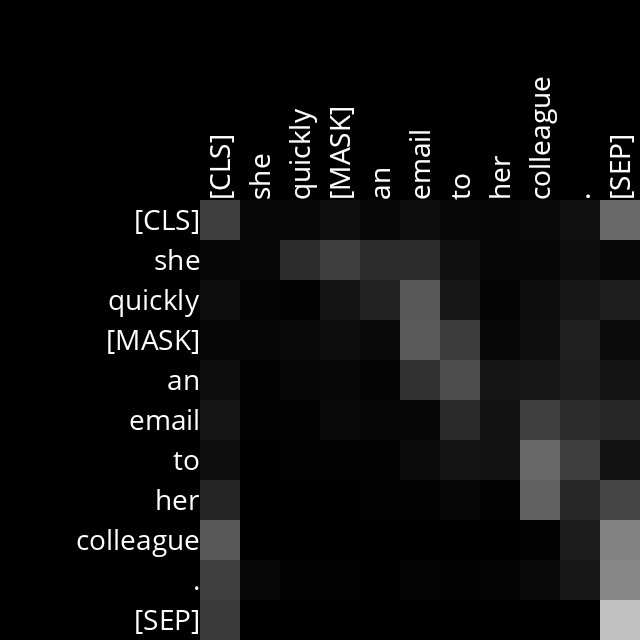 [CLS] she quickly [MASK] an email to her colleague . [SEP]
[CLS]
she
quickly
[MASK]
an
email
to
her
colleague
.
[SEP]